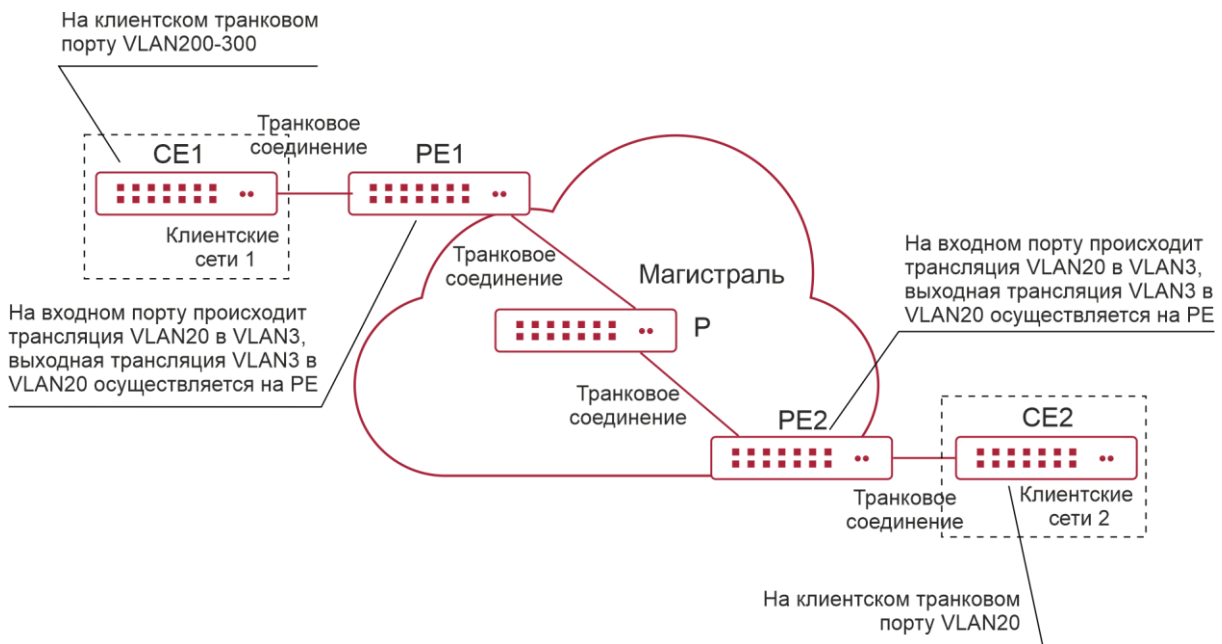 На клиентском транковом
порту VLAN200-300
Транковое
соединение
CE1
PE1
Клиентские
сети 1
Транковое
соединение
Магистраль
На входном порту происходит
трансляция VLAN20 в VLAN3,
выходная трансляция VLAN3 в
VLAN20 осуществляется на PE
На входном порту происходит
трансляция VLAN20 в VLAN3,
выходная трансляция VLAN3 в
VLAN20 осуществляется на PE
P
Транковое
соединение
PE2
CE2
Транковое
соединение
Клиентские
сети 2
На клиентском транковом
порту VLAN20